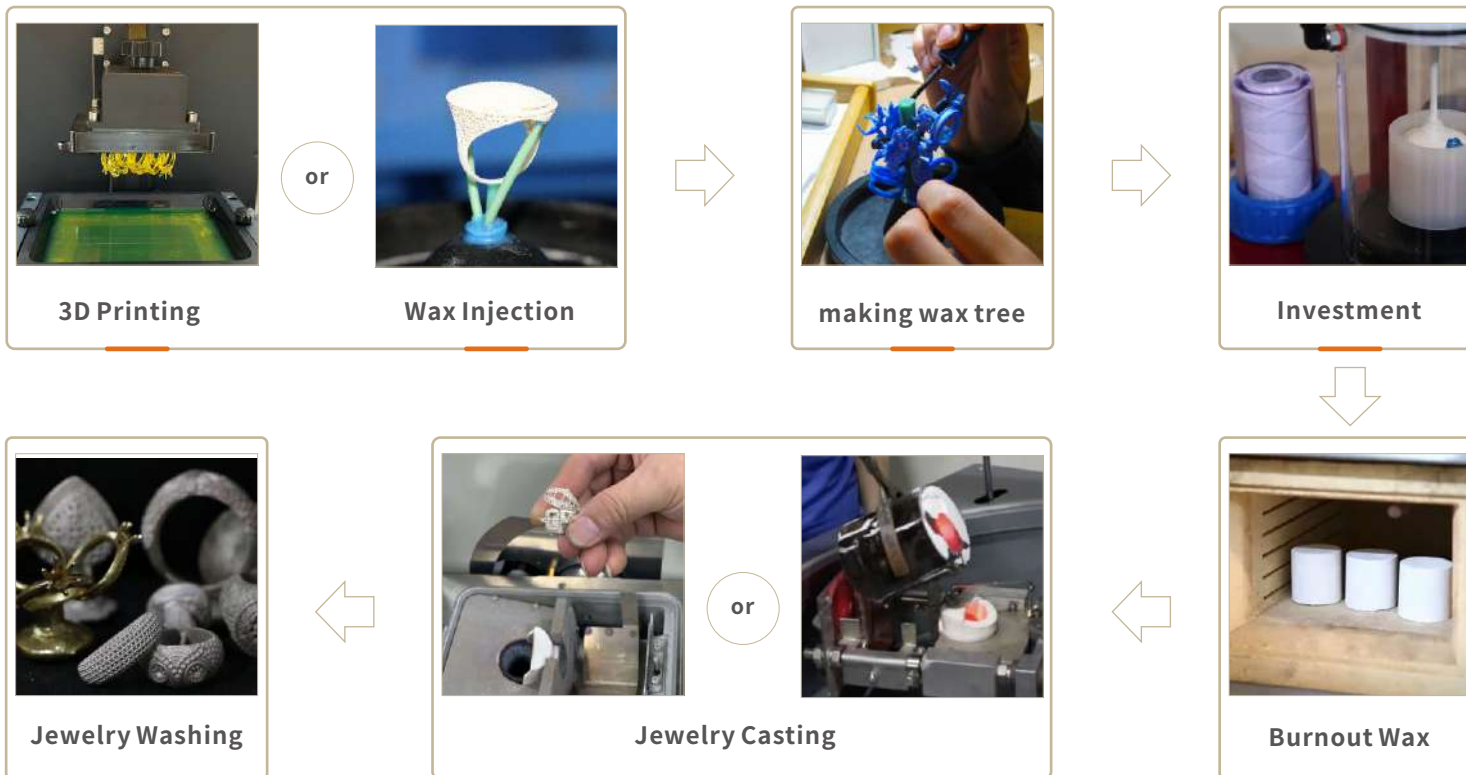 or
3D Printing
Wax Injection
making wax tree
Investment
or
Jewelry Washing
Jewelry Casting
Burnout Wax